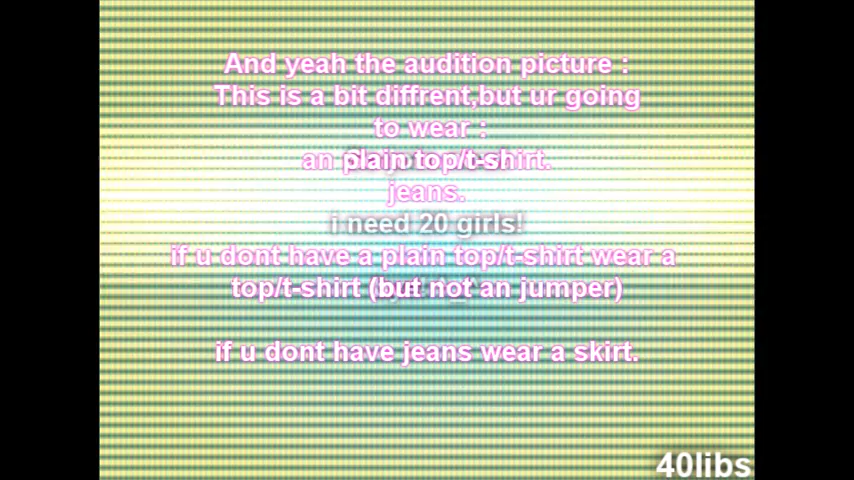 And yeah the audition picture :
This is a bit diffrent,but ur going
to wear :
an plain top/t-shirt.
jeans.
i need 20 girls!
if u dont have a plain top/t-shirt wear a
top/t-shirt (but not an jumper)
if u dont have jeans wear a skirt.
40libs